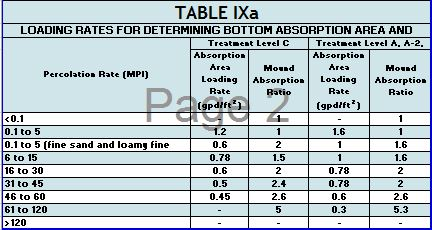 TABLE IXa
LOADING RATES FOR DETERMINING BOTTOM ABSORPTION AREA AND
Treatment Level C Treatment Level A, A-2,
Percolation Rate (MPI) Absorption Area Loading Rate (gpd/ft²) Mound Absorption Ratio Absorption Area Loading Rate (gpd/ft²) Mound Absorption Ratio
<0.1 - 1 - 1
0.1 to 5 1.2 1 1.6 1
0.1 to 5 (fine sand and loamy fine 0.6 2 1 1.6
6 to 15 0.78 1.5 1 1.6
16 to 30 0.6 2 0.78 2
31 to 45 0.5 2.4 0.78 2
46 to 60 0.45 2.6 0.6 2.6
61 to 120 - 5 0.3 5.3
>120 - - - -
Page 2